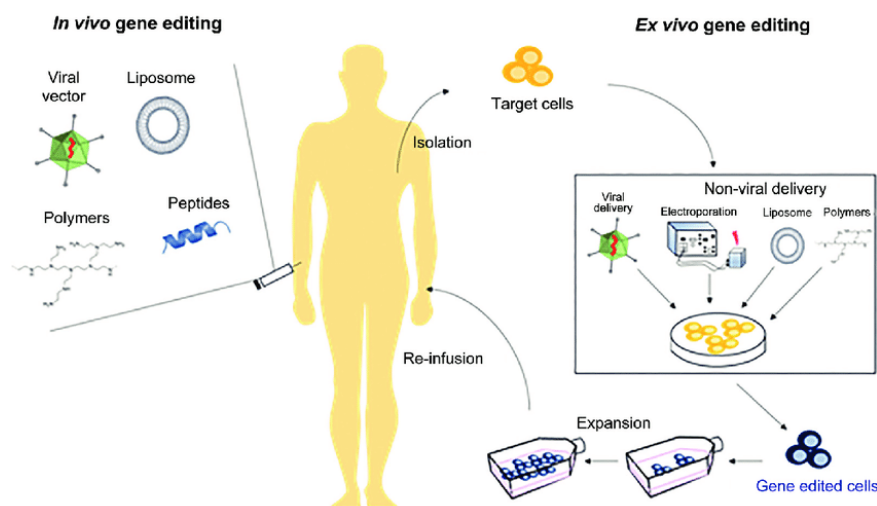 In vivo gene editing
Ex vivo gene editing
Viral
vector
Liposome
Polymers
Peptides
Isolation
Target cells
Non-viral delivery
Viral
delivery
Electroporation
Liposome
Polymers
Re-infusion
Expansion
Gene edited cells